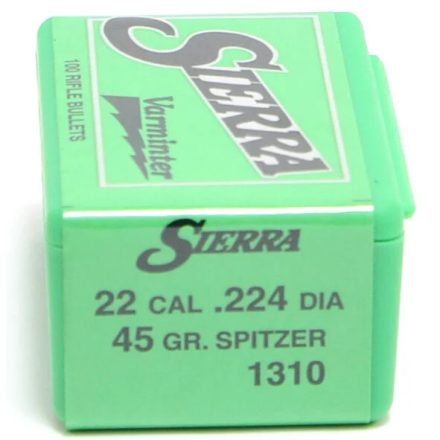 SIERRA
Varminter
100 RIFLE BULLETS
SIERRA
22 CAL .224 DIA
45 GR. SPITZER
1310